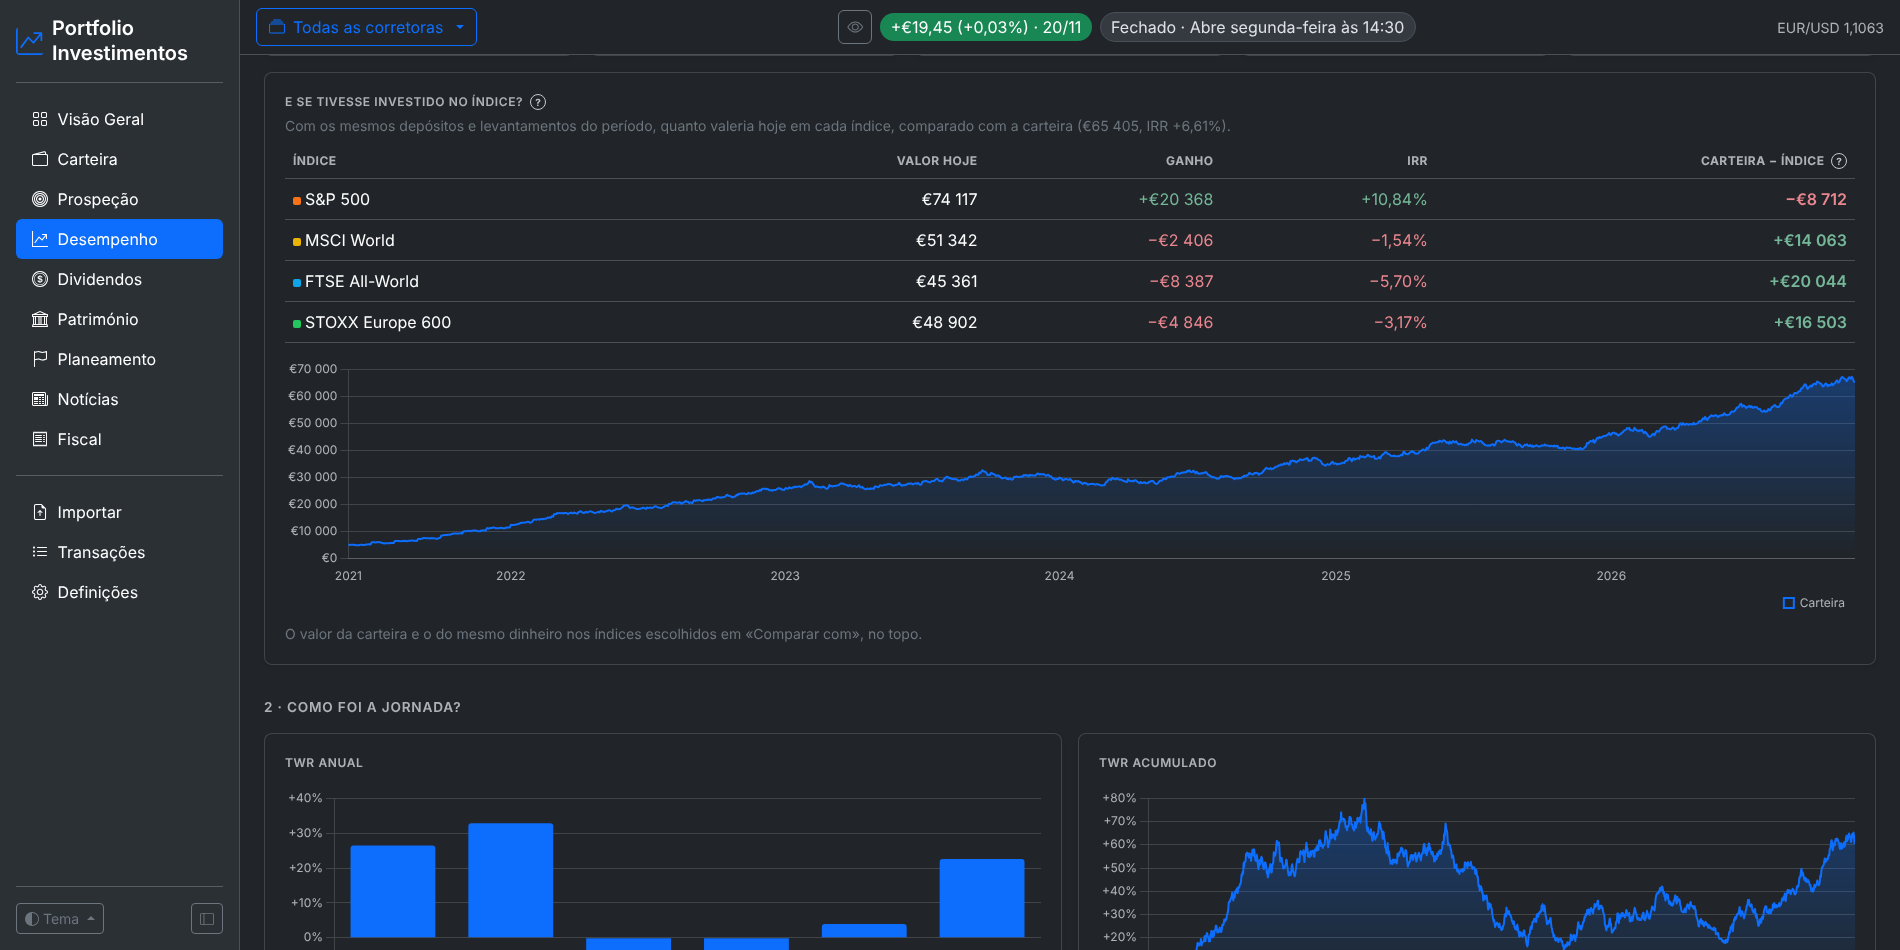 Portfolio
Investimentos
Todas as corretoras
+€19,45 (+0,03%) · 20/11
Fechado · Abre segunda-feira às 14:30
EUR/USD 1,1063
Visão Geral
Carteira
Prospeção
Desempenho
Dividendos
Património
Planeamento
Notícias
Fiscal
Importar
Transações
Definições
Tema
E SE TIVESSE INVESTIDO NO ÍNDICE? ?
Com os mesmos depósitos e levantamentos do período, quanto valeria hoje em cada índice, comparado com a carteira (€65 405, IRR +6,61%).
ÍNDICE VALOR HOJE GANHO IRR CARTEIRA – ÍNDICE ?
S&P 500 €74 117 +€20 368 +10,84% −€8 712
MSCI World €51 342 −€2 406 −1,54% +€14 063
FTSE All-World €45 361 −€8 387 −5,70% +€20 044
STOXX Europe 600 €48 902 −€4 846 −3,17% +€16 503
€70 000
€60 000
€50 000
€40 000
€30 000
€20 000
€10 000
€0
2021 2022 2023 2024 2025 2026
Carteira
O valor da carteira e o do mesmo dinheiro nos índices escolhidos em «Comparar com», no topo.
2 · COMO FOI A JORNADA?
TWR ANUAL
+40%
+30%
+20%
+10%
0%
TWR ACUMULADO
+80%
+70%
+60%
+50%
+40%
+30%
+20%